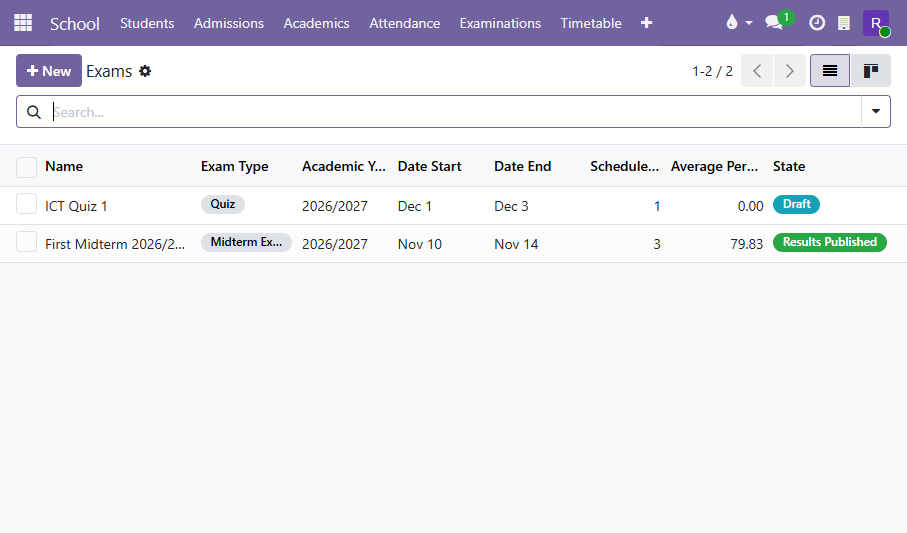 School Students Admissions Academics Attendance Examinations Timetable 1 R
New Exams 1-2 / 2
Search...
Name Exam Type Academic Y... Date Start Date End Schedule... Average Per... State
ICT Quiz 1 Quiz 2026/2027 Dec 1 Dec 3 1 0.00 Draft
First Midterm 2026/2... Midterm Ex... 2026/2027 Nov 10 Nov 14 3 79.83 Results Published